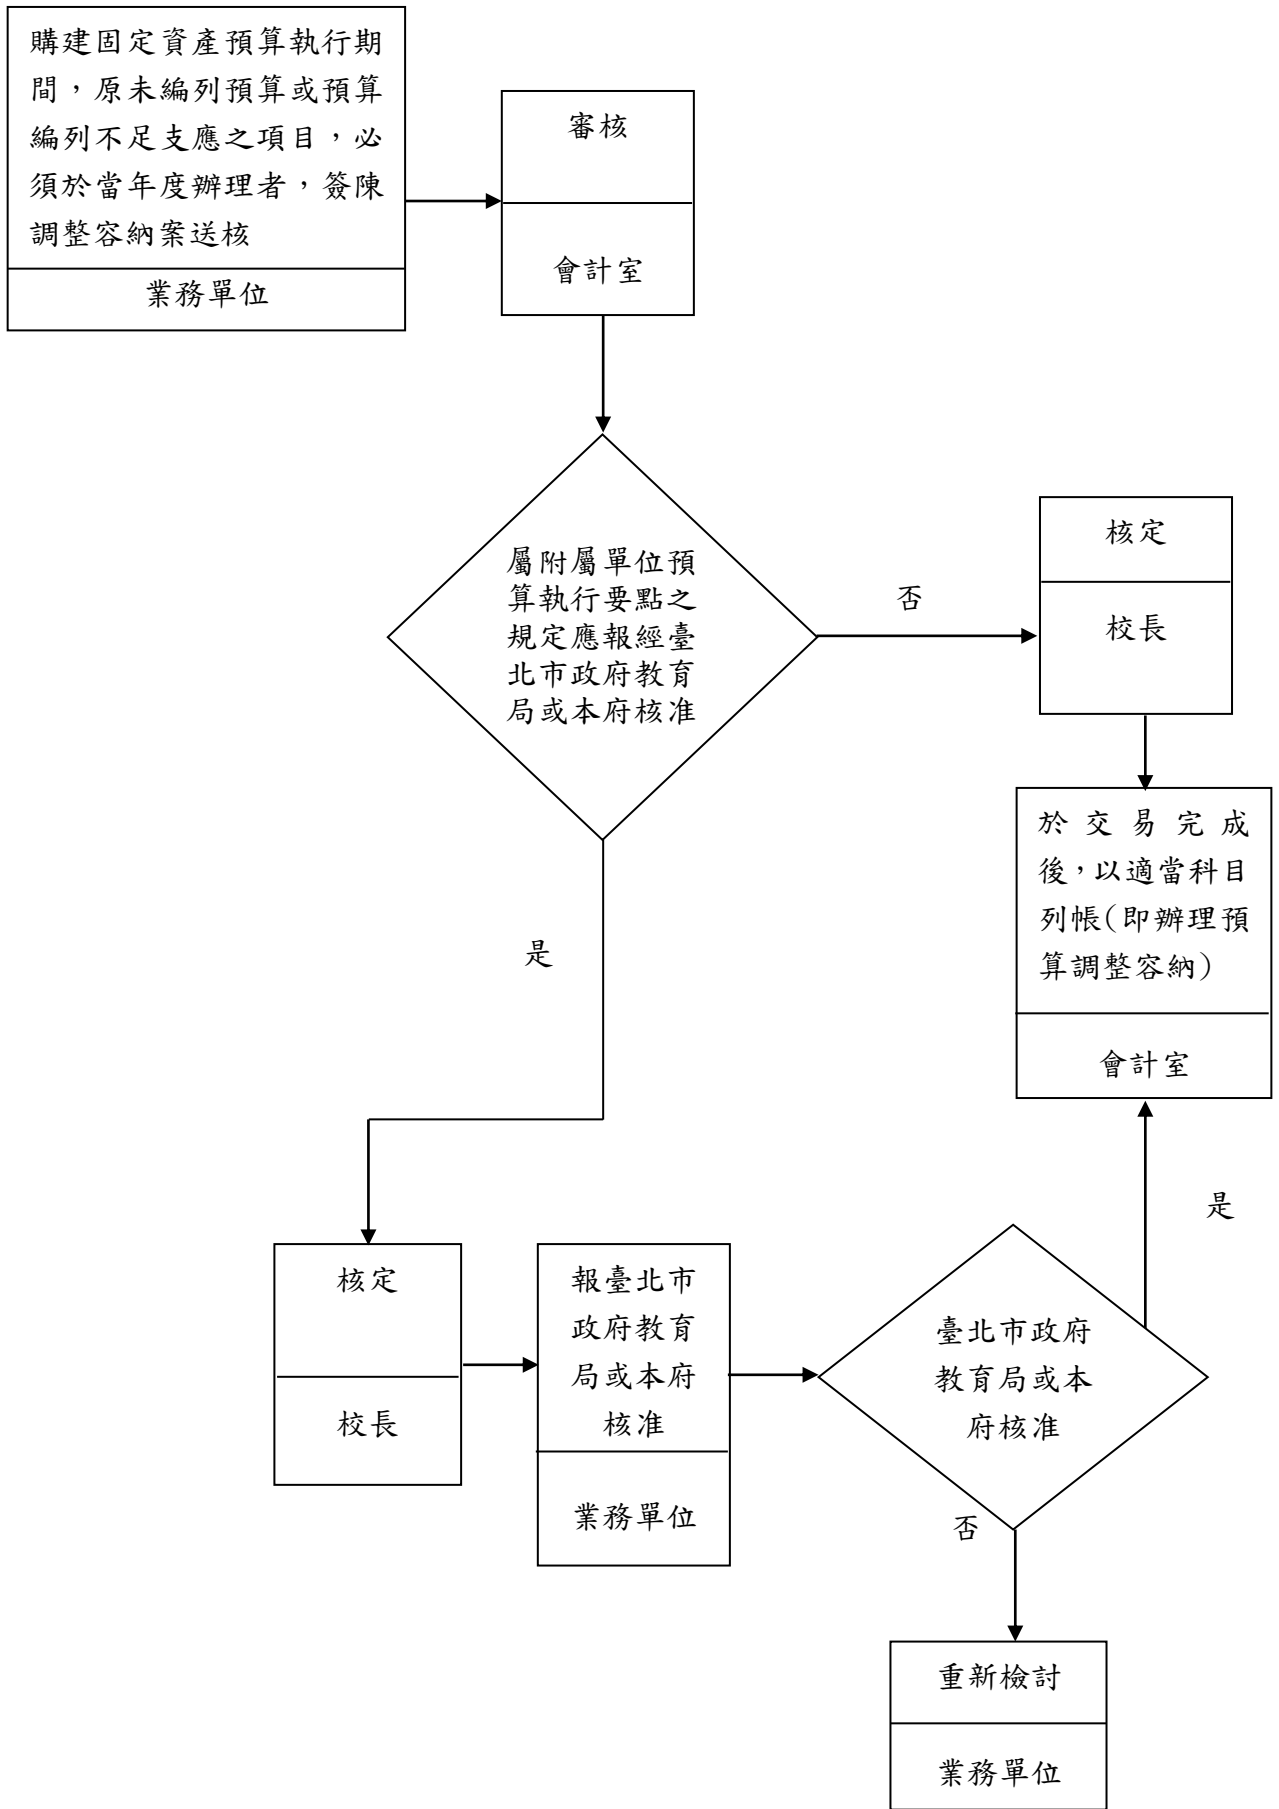 購建固定資產預算執行期
間，原未編列預算或預算
編列不足支應之項目，必
須於當年度辦理者，簽陳
調整容納案送核
業務單位
審核
會計室
屬附屬單位預
算執行要點之
規定應報經臺
北市政府教育
局或本府核准
否
核定
校長
於交易完成
後，以適當科目
列帳(即辦理預
算調整容納)
會計室
是
是
核定
校長
報臺北市
政府教育
局或本府
核准
業務單位
臺北市政府
教育局或本
府核准
否
重新檢討
業務單位